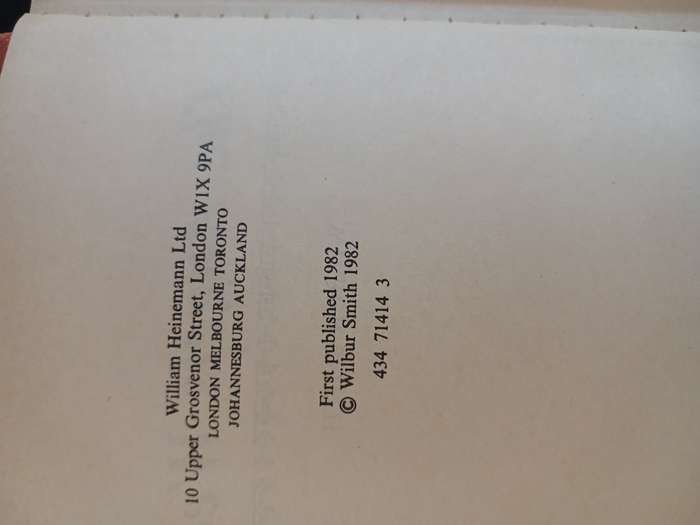 William Heinemann Ltd
10 Upper Grosvenor Street, London W1X 9PA
LONDON MELBOURNE TORONTO
JOHANNESBURG AUCKLAND
First published 1982
© Wilbur Smith 1982
434 71414 3